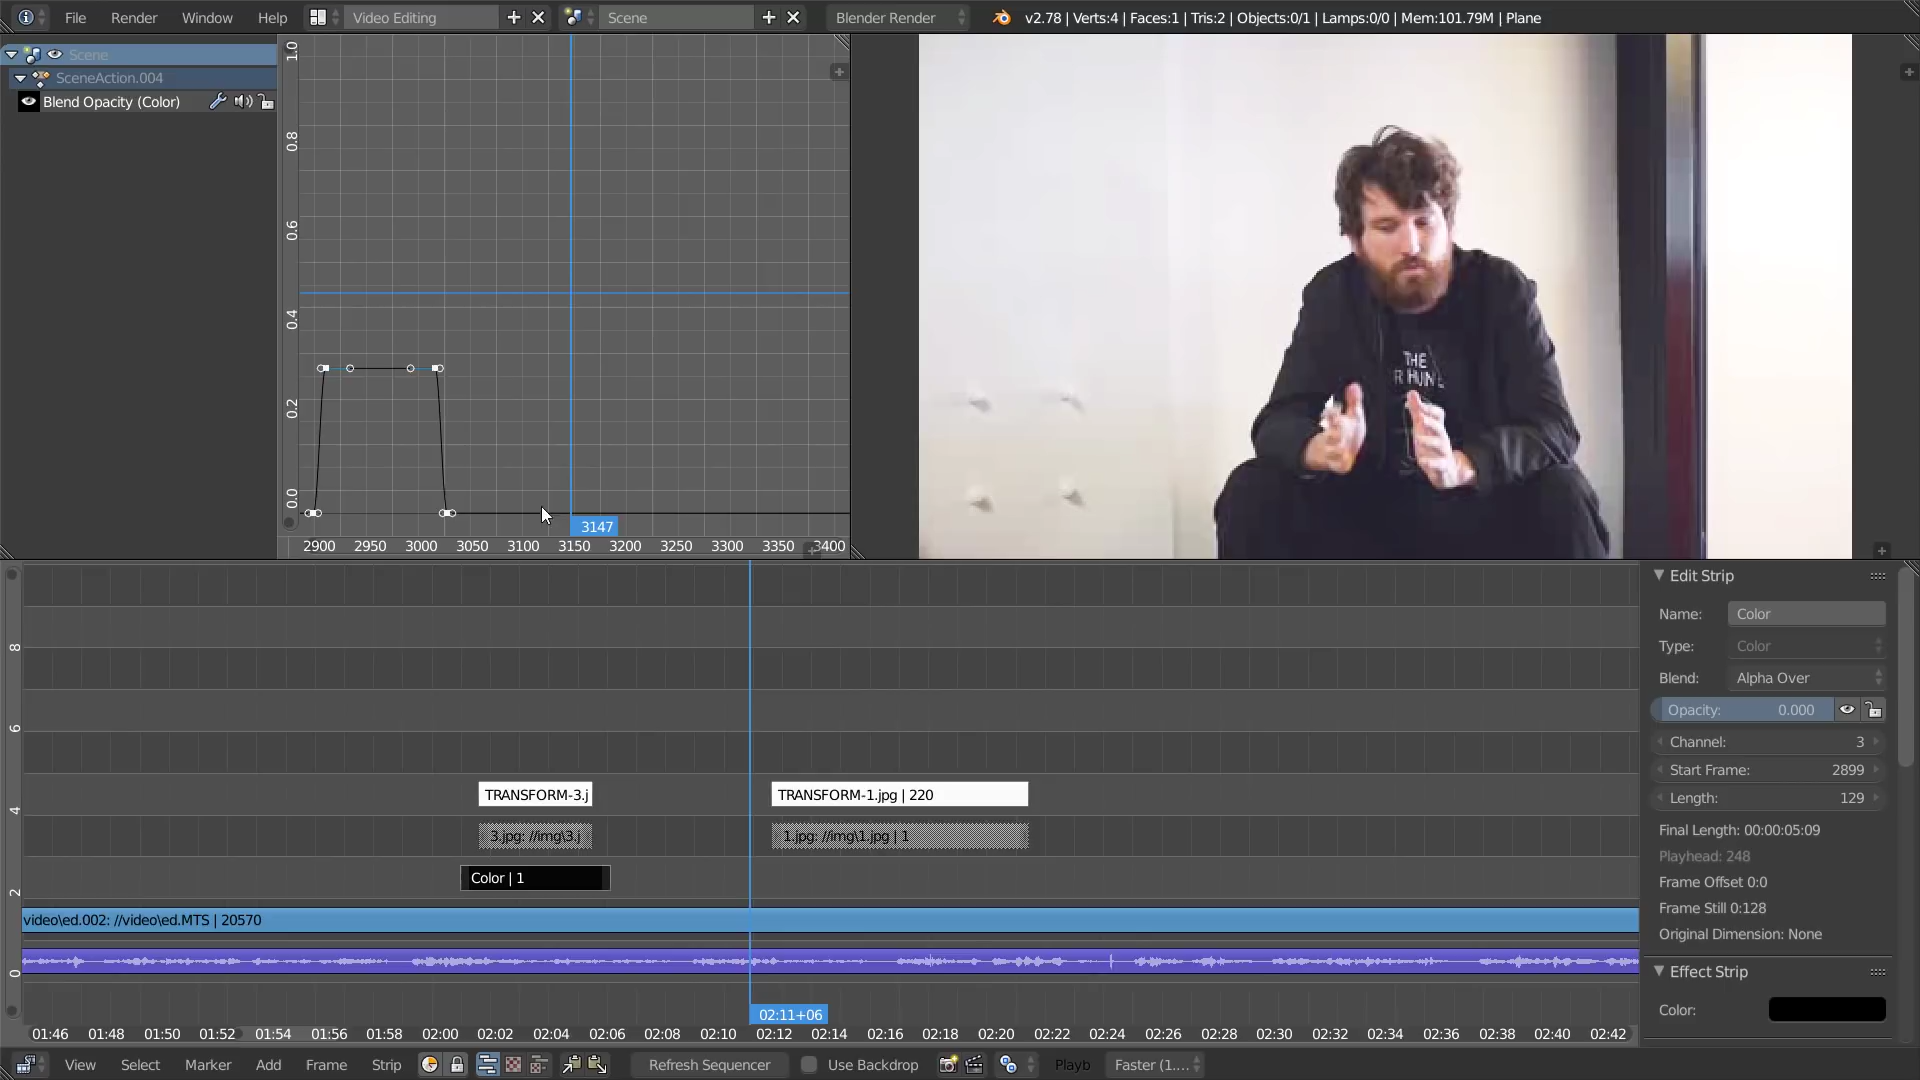 File Render Window Help Video Editing Scene Blender Render v2.78 | Verts:4 | Faces:1 | Tris:2 | Objects:0/1 | Lamps:0/0 | Mem:101.79M | Plane
Scene
SceneAction.004
Blend Opacity (Color)
1.0
0.8
0.6
0.4
0.2
0.0
3147
2900 2950 3000 3050 3100 3150 3200 3250 3300 3350 3400
THE
8
6
4
2
0
TRANSFORM-3.j
TRANSFORM-1.jpg | 220
3.jpg: //img\3.j
1.jpg: //img\1.jpg | 1
Color | 1
video\ed.002: //video\ed.MTS | 20570
02:11+06
01:46 01:48 01:50 01:52 01:54 01:56 01:58 02:00 02:02 02:04 02:06 02:08 02:10 02:12 02:14 02:16 02:18 02:20 02:22 02:24 02:26 02:28 02:30 02:32 02:34 02:36 02:38 02:40 02:42
Edit Strip
Name: Color
Type: Color
Blend: Alpha Over
Opacity: 0.000
Channel: 3
Start Frame: 2899
Length: 129
Final Length: 00:00:05:09
Playhead: 248
Frame Offset 0:0
Frame Still 0:128
Original Dimension: None
Effect Strip
Color:
View Select Marker Add Frame Strip Refresh Sequencer Use Backdrop Playb Faster (1....